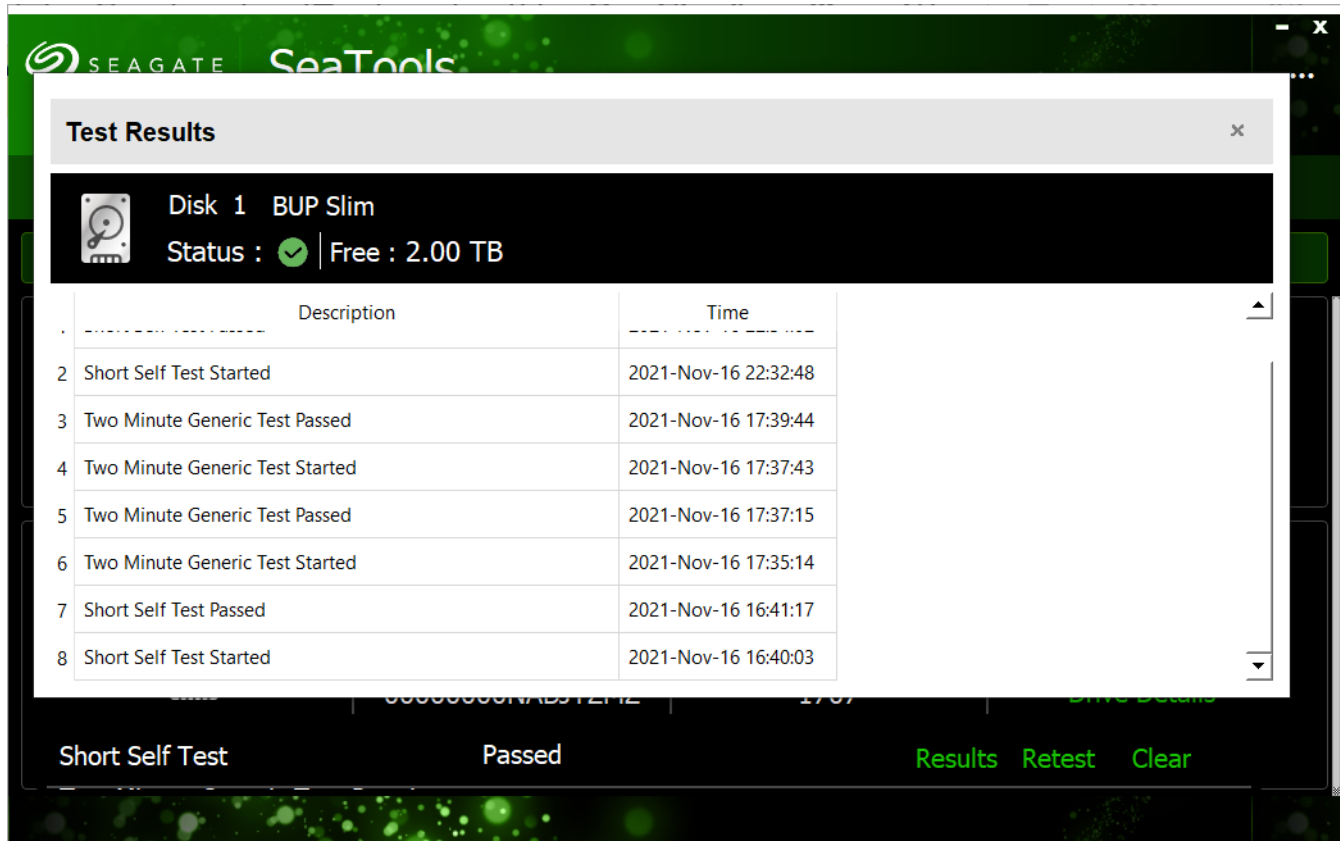 SEAGATE SeaTools
- x
...
Test Results ×
Disk 1 BUP Slim
Status : Free : 2.00 TB
Description Time
2 Short Self Test Started 2021-Nov-16 22:32:48
3 Two Minute Generic Test Passed 2021-Nov-16 17:39:44
4 Two Minute Generic Test Started 2021-Nov-16 17:37:43
5 Two Minute Generic Test Passed 2021-Nov-16 17:37:15
6 Two Minute Generic Test Started 2021-Nov-16 17:35:14
7 Short Self Test Passed 2021-Nov-16 16:41:17
8 Short Self Test Started 2021-Nov-16 16:40:03
Drive Details
Short Self Test Passed Results Retest Clear